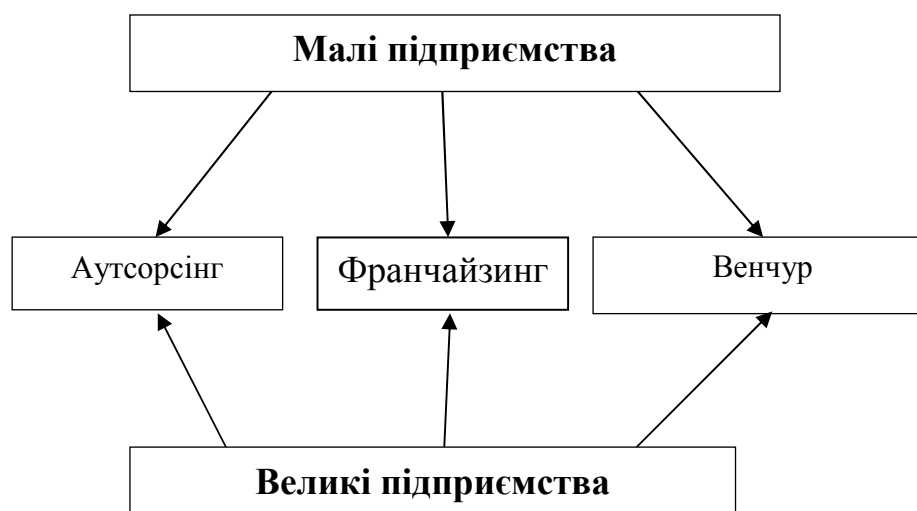 Малі підприємства
Аутсорсінг
Франчайзинг
Венчур
Великі підприємства